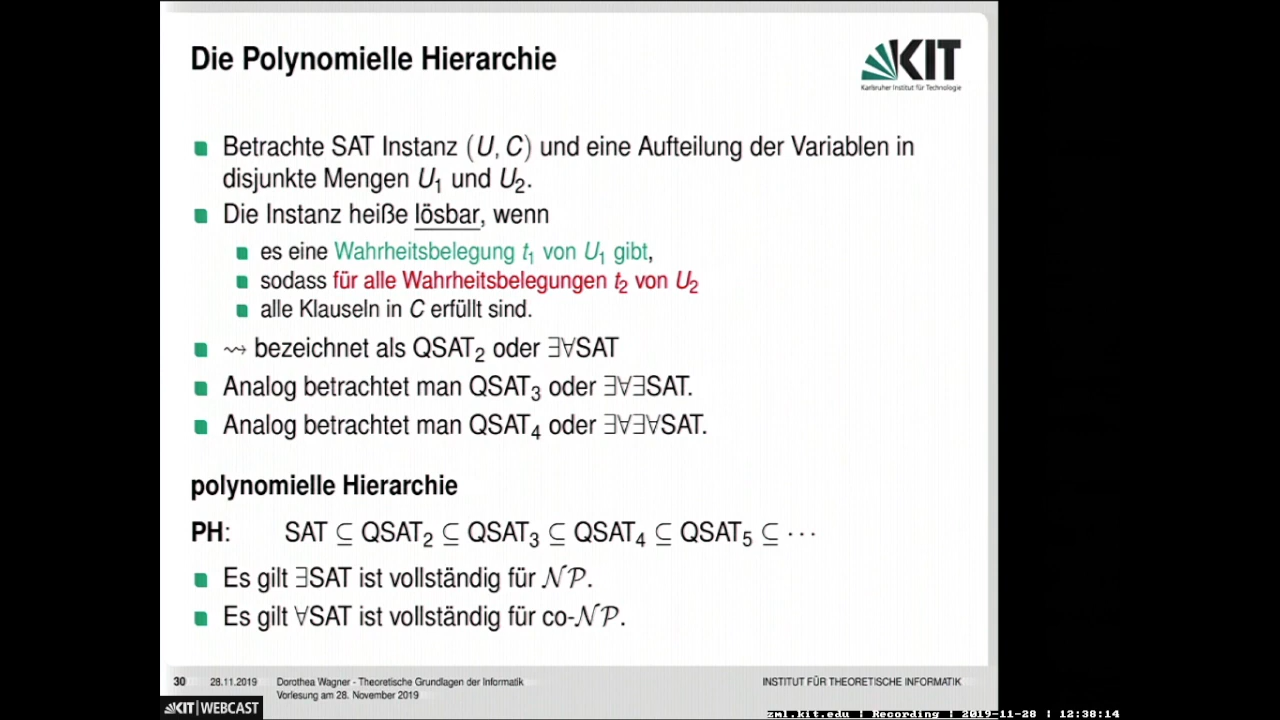 Die Polynomielle Hierarchie
KIT
Karlsruher Institut für Technologie
Betrachte SAT Instanz (U, C) und eine Aufteilung der Variablen in
disjunkte Mengen U₁ und U₂.
Die Instanz heiße lösbar, wenn
es eine Wahrheitsbelegung t₁ von U₁ gibt,
sodass für alle Wahrheitsbelegungen t₂ von U₂
alle Klauseln in C erfüllt sind.
⇝ bezeichnet als QSAT₂ oder ∃∀SAT
Analog betrachtet man QSAT₃ oder ∃∀∃SAT.
Analog betrachtet man QSAT₄ oder ∃∀∃∀SAT.
polynomielle Hierarchie
PH: SAT ⊆ QSAT₂ ⊆ QSAT₃ ⊆ QSAT₄ ⊆ QSAT₅ ⊆ ···
Es gilt ∃SAT ist vollständig für 𝒩𝒫.
Es gilt ∀SAT ist vollständig für co-𝒩𝒫.
30 28.11.2019 Dorothea Wagner - Theoretische Grundlagen der Informatik INSTITUT FÜR THEORETISCHE INFORMATIK
Vorlesung am 28. November 2019
KIT | WEBCAST
zml.kit.edu | Recording | 2019-11-28 | 12:38:14